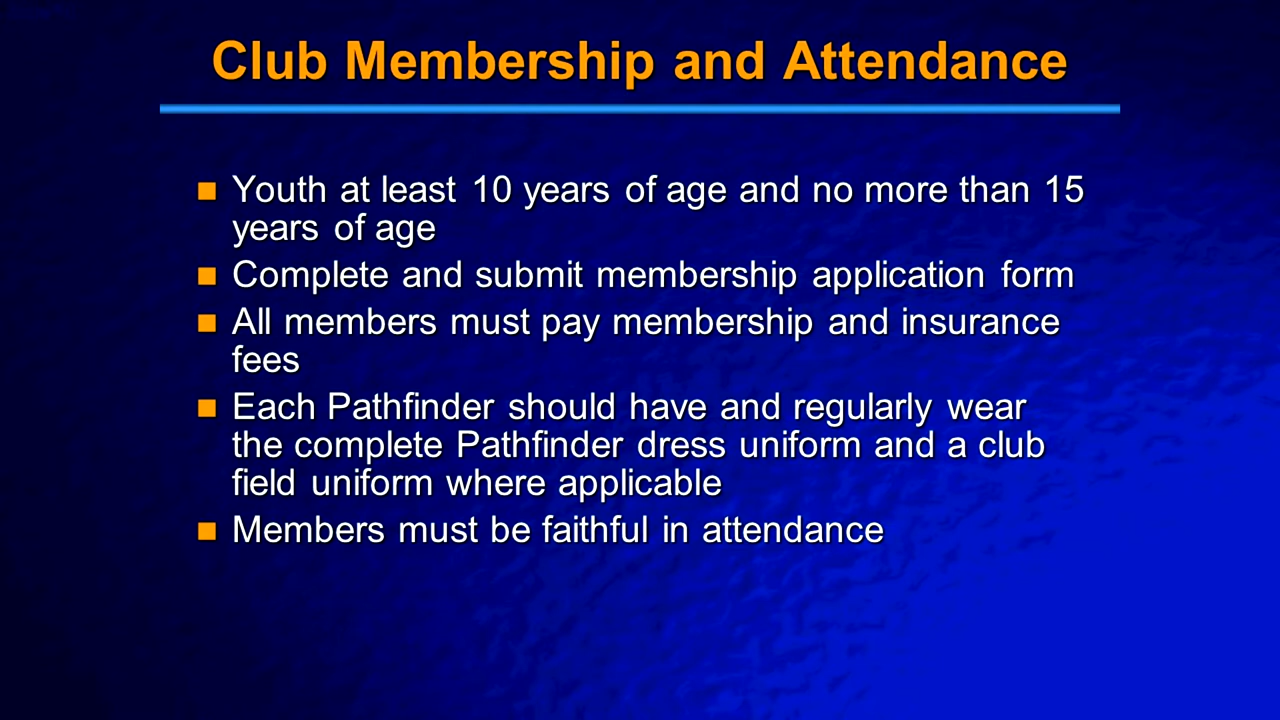 Club Membership and Attendance
Youth at least 10 years of age and no more than 15
years of age
Complete and submit membership application form
All members must pay membership and insurance
fees
Each Pathfinder should have and regularly wear
the complete Pathfinder dress uniform and a club
field uniform where applicable
Members must be faithful in attendance